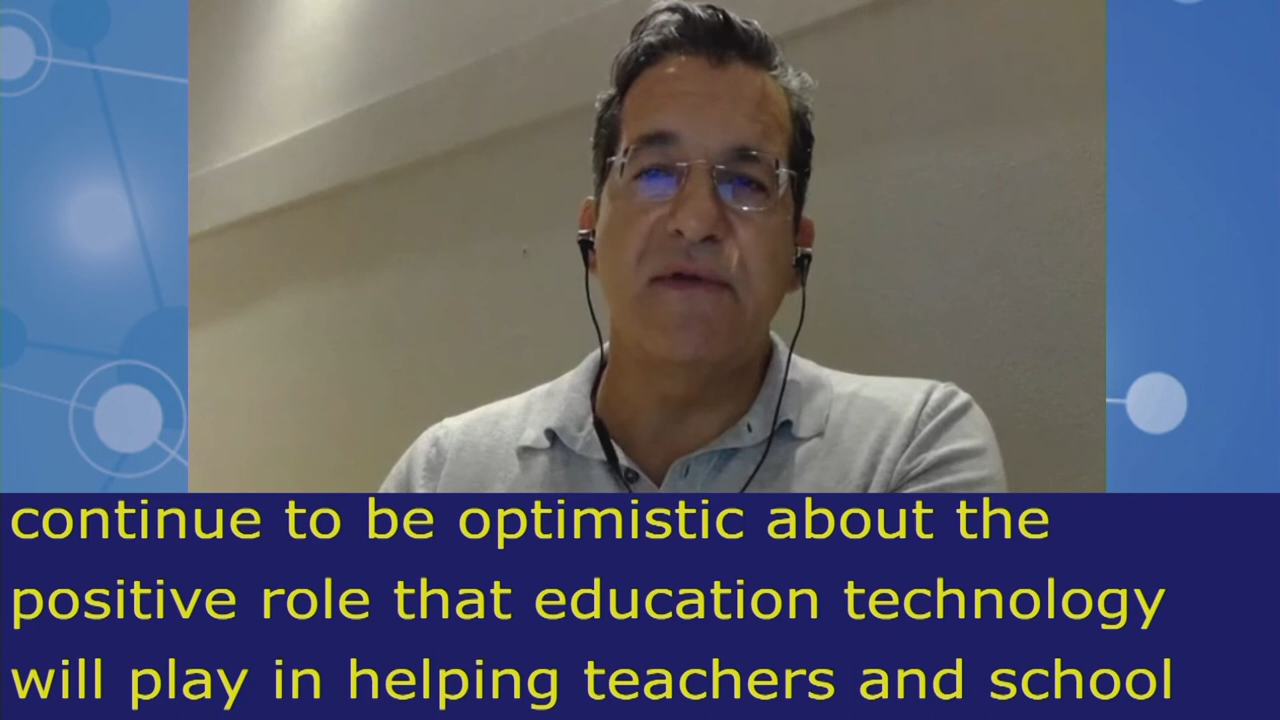 continue to be optimistic about the
positive role that education technology
will play in helping teachers and school